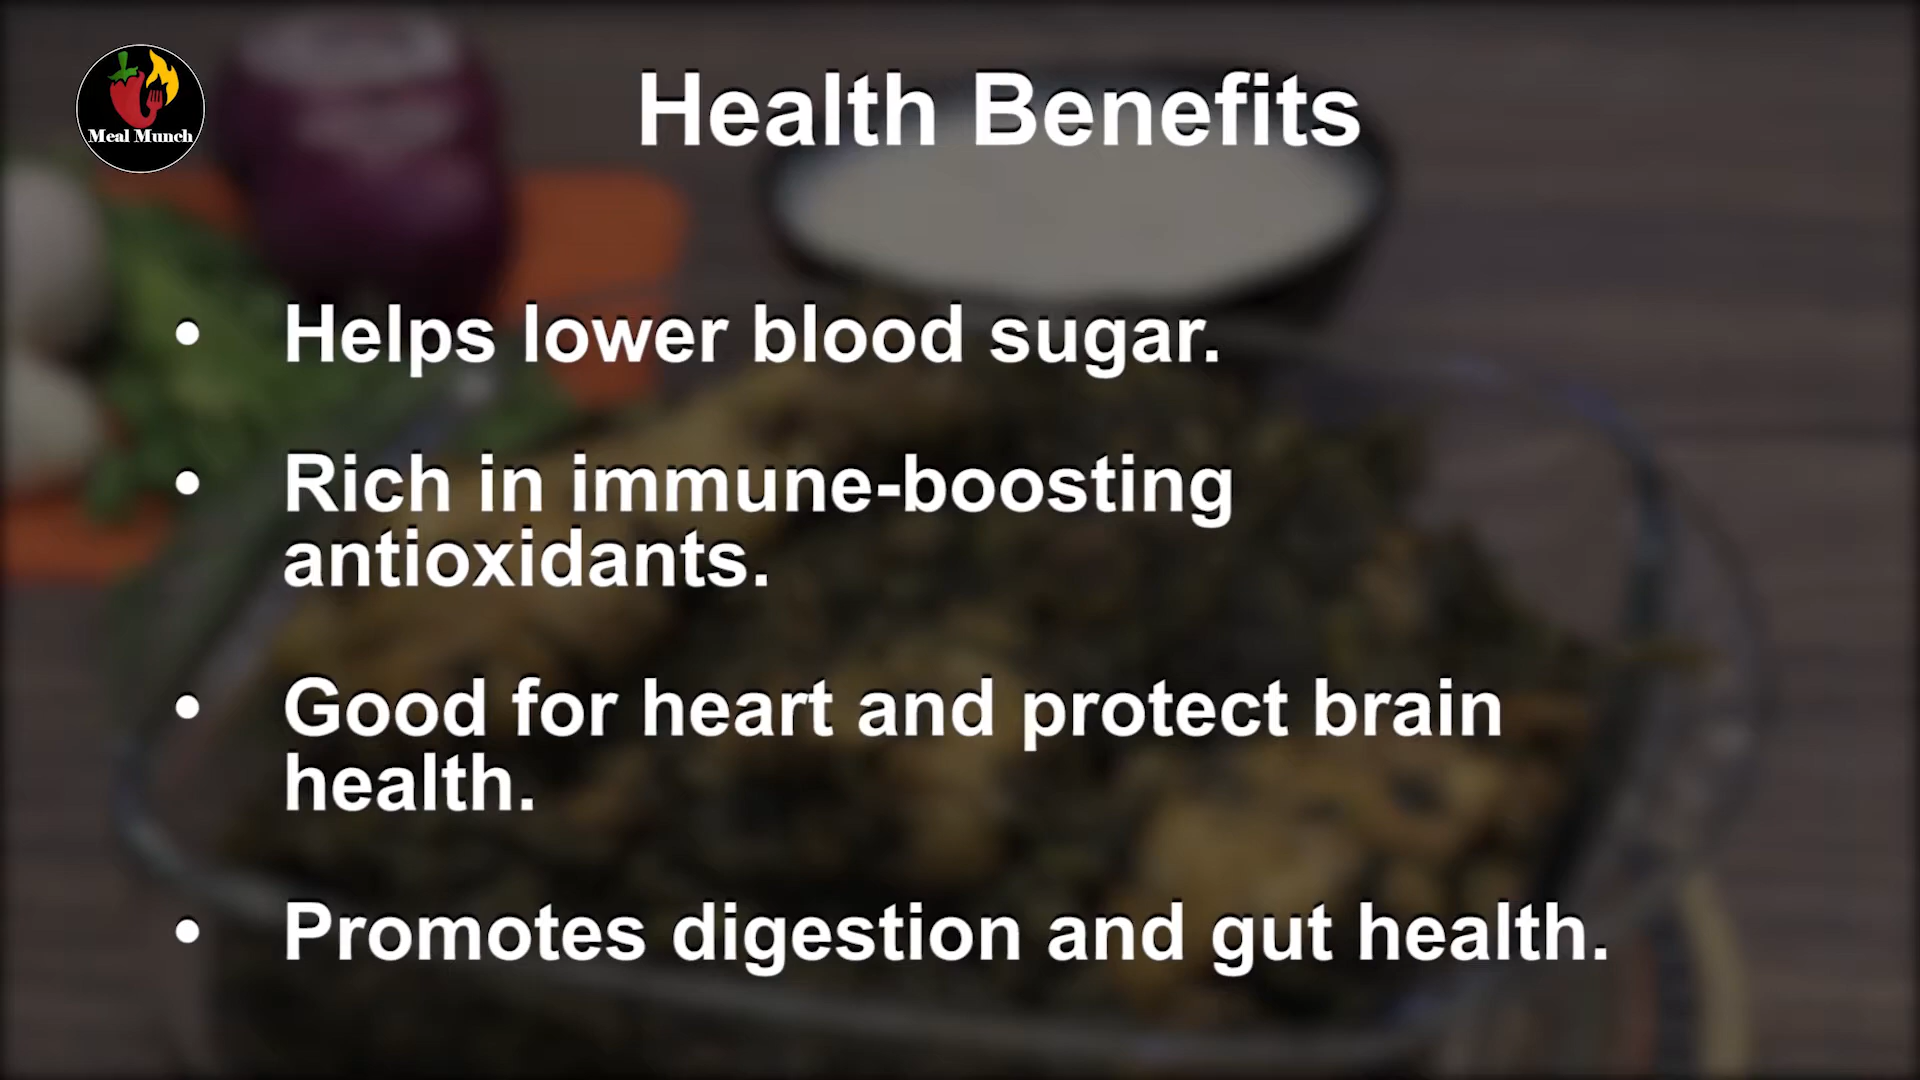 Meal Munch
Health Benefits
• Helps lower blood sugar.
• Rich in immune-boosting
antioxidants.
• Good for heart and protect brain
health.
• Promotes digestion and gut health.